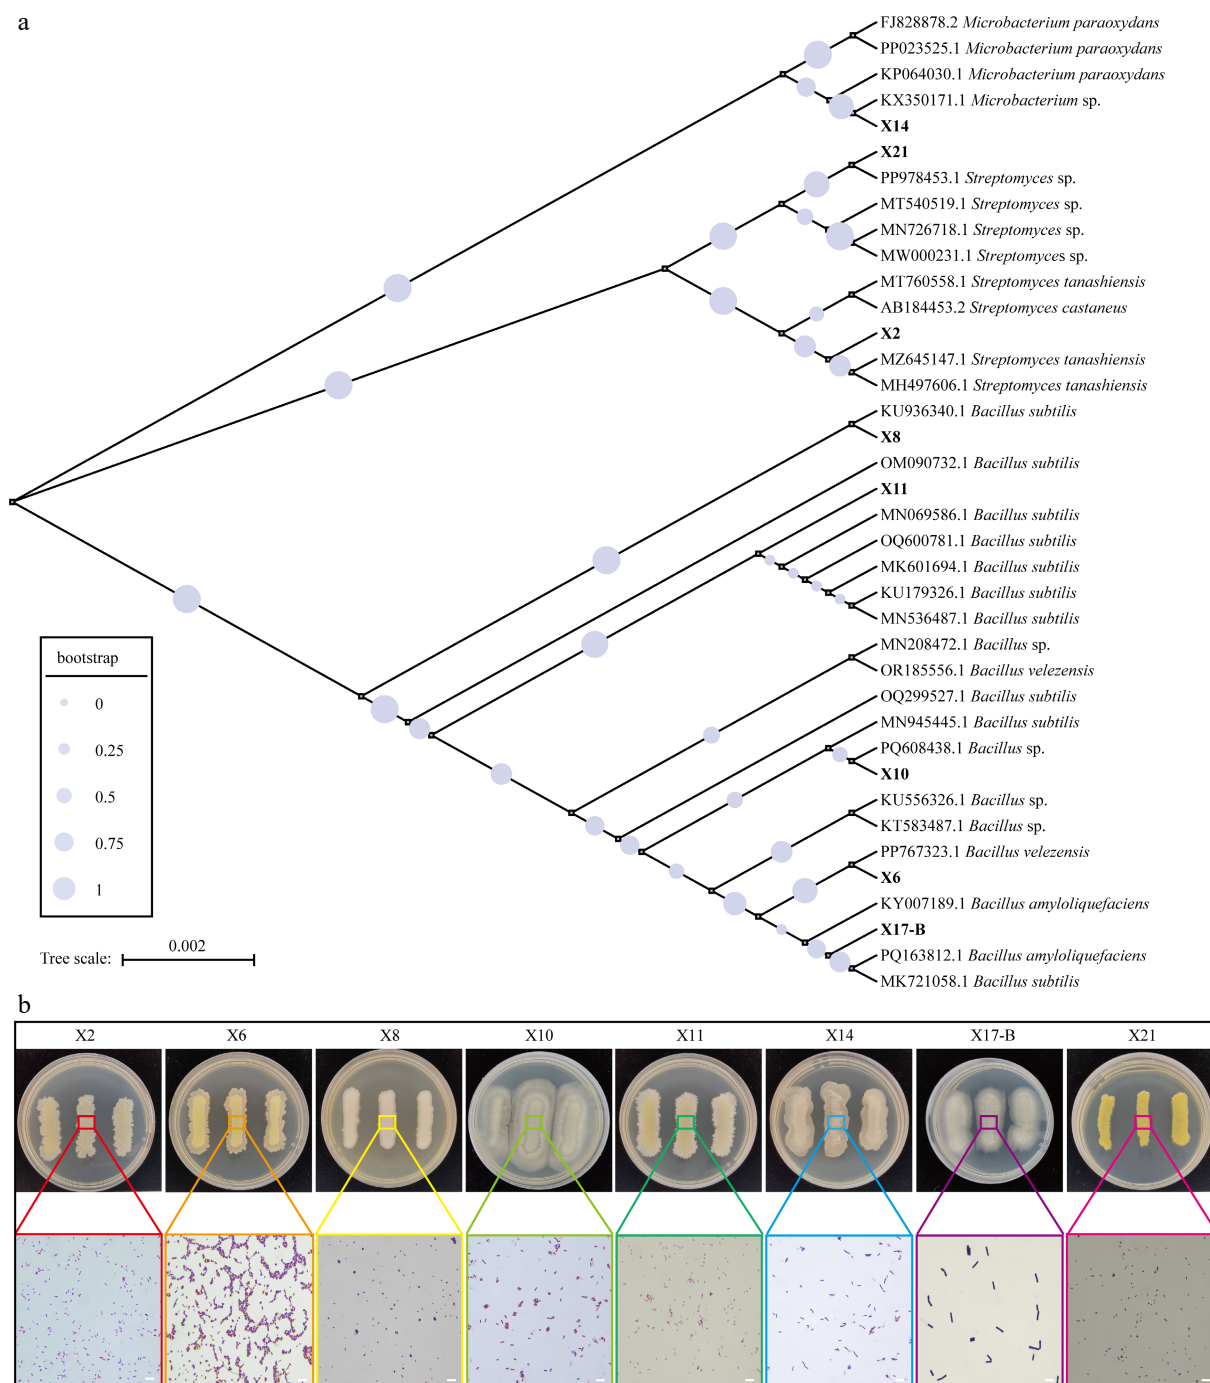 a
FJ828878.2 Microbacterium paraoxydans
PP023525.1 Microbacterium paraoxydans
KP064030.1 Microbacterium paraoxydans
KX350171.1 Microbacterium sp.
X14
X21
PP978453.1 Streptomyces sp.
MT540519.1 Streptomyces sp.
MN726718.1 Streptomyces sp.
MW000231.1 Streptomyces sp.
MT760558.1 Streptomyces tanashiensis
AB184453.2 Streptomyces castaneus
X2
MZ645147.1 Streptomyces tanashiensis
MH497606.1 Streptomyces tanashiensis
KU936340.1 Bacillus subtilis
X8
OM090732.1 Bacillus subtilis
X11
MN069586.1 Bacillus subtilis
OQ600781.1 Bacillus subtilis
MK601694.1 Bacillus subtilis
KU179326.1 Bacillus subtilis
MN536487.1 Bacillus subtilis
MN208472.1 Bacillus sp.
OR185556.1 Bacillus velezensis
OQ299527.1 Bacillus subtilis
MN945445.1 Bacillus subtilis
PQ608438.1 Bacillus sp.
X10
KU556326.1 Bacillus sp.
KT583487.1 Bacillus sp.
PP767323.1 Bacillus velezensis
X6
KY007189.1 Bacillus amyloliquefaciens
X17-B
PQ163812.1 Bacillus amyloliquefaciens
MK721058.1 Bacillus subtilis
bootstrap
0
0.25
0.5
0.75
1
Tree scale: 0.002
b
X2 X6 X8 X10 X11 X14 X17-B X21